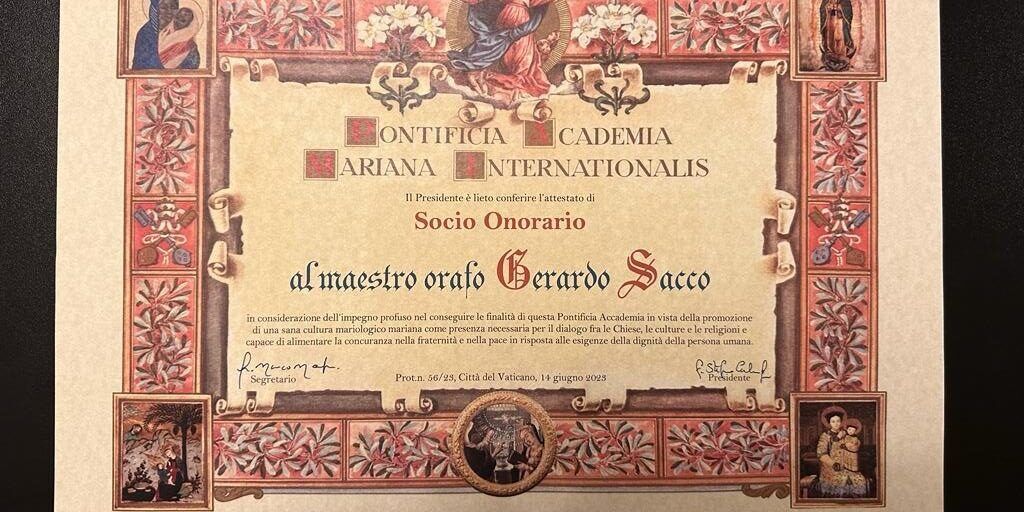 PONTIFICIA ACADEMIA
MARIANA INTERNATIONALIS
Il Presidente è lieto conferire l'attestato di
Socio Onorario
al maestro orafo Gerardo Sacco
in considerazione dell'impegno profuso nel conseguire le finalità di questa Pontificia Accademia in vista della promozione
di una sana cultura mariologico mariana come presenza necessaria per il dialogo fra le Chiese, le culture e le religioni e
capace di alimentare la concuranza nella fraternità e nella pace in risposta alle esigenze della dignità della persona umana.
Segretario
Prot.n. 56/23, Città del Vaticano, 14 giugno 2023
Presidente